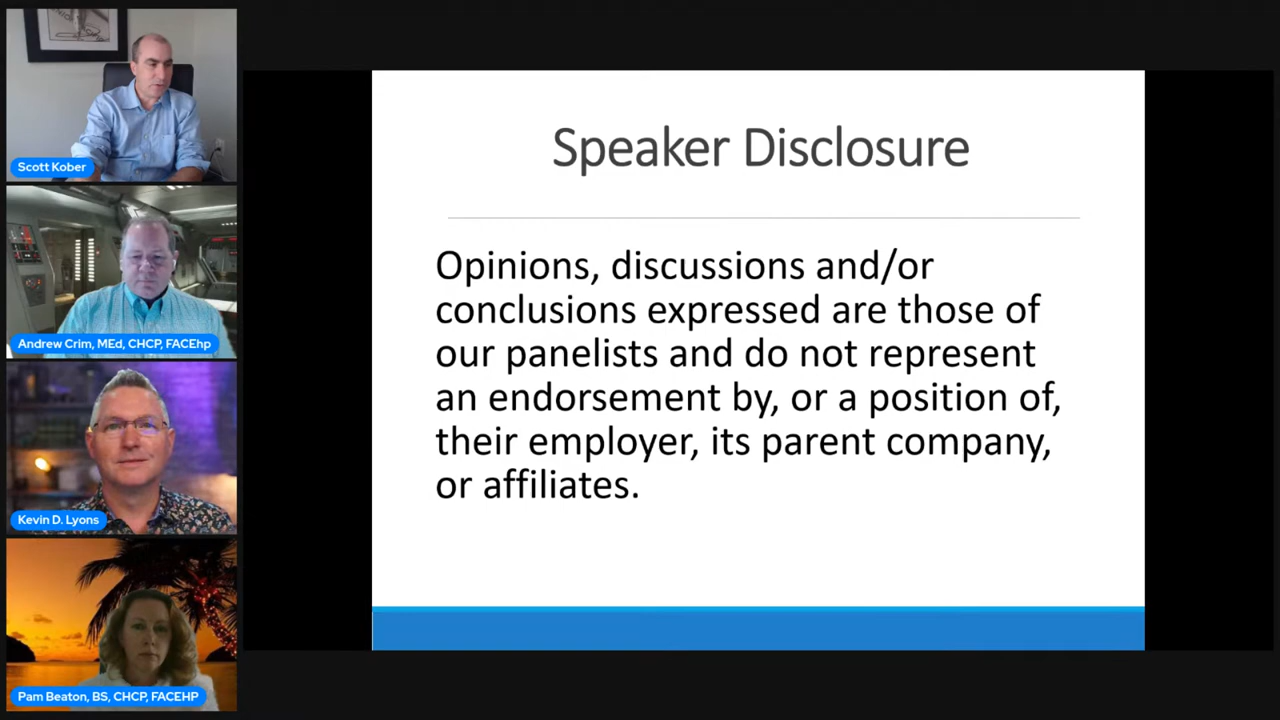 Scott Kober
Andrew Crim, MEd, CHCP, FACEhp
Kevin D. Lyons
Pam Beaton, BS, CHCP, FACEHP
Speaker Disclosure
Opinions, discussions and/or
conclusions expressed are those of
our panelists and do not represent
an endorsement by, or a position of,
their employer, its parent company,
or affiliates.